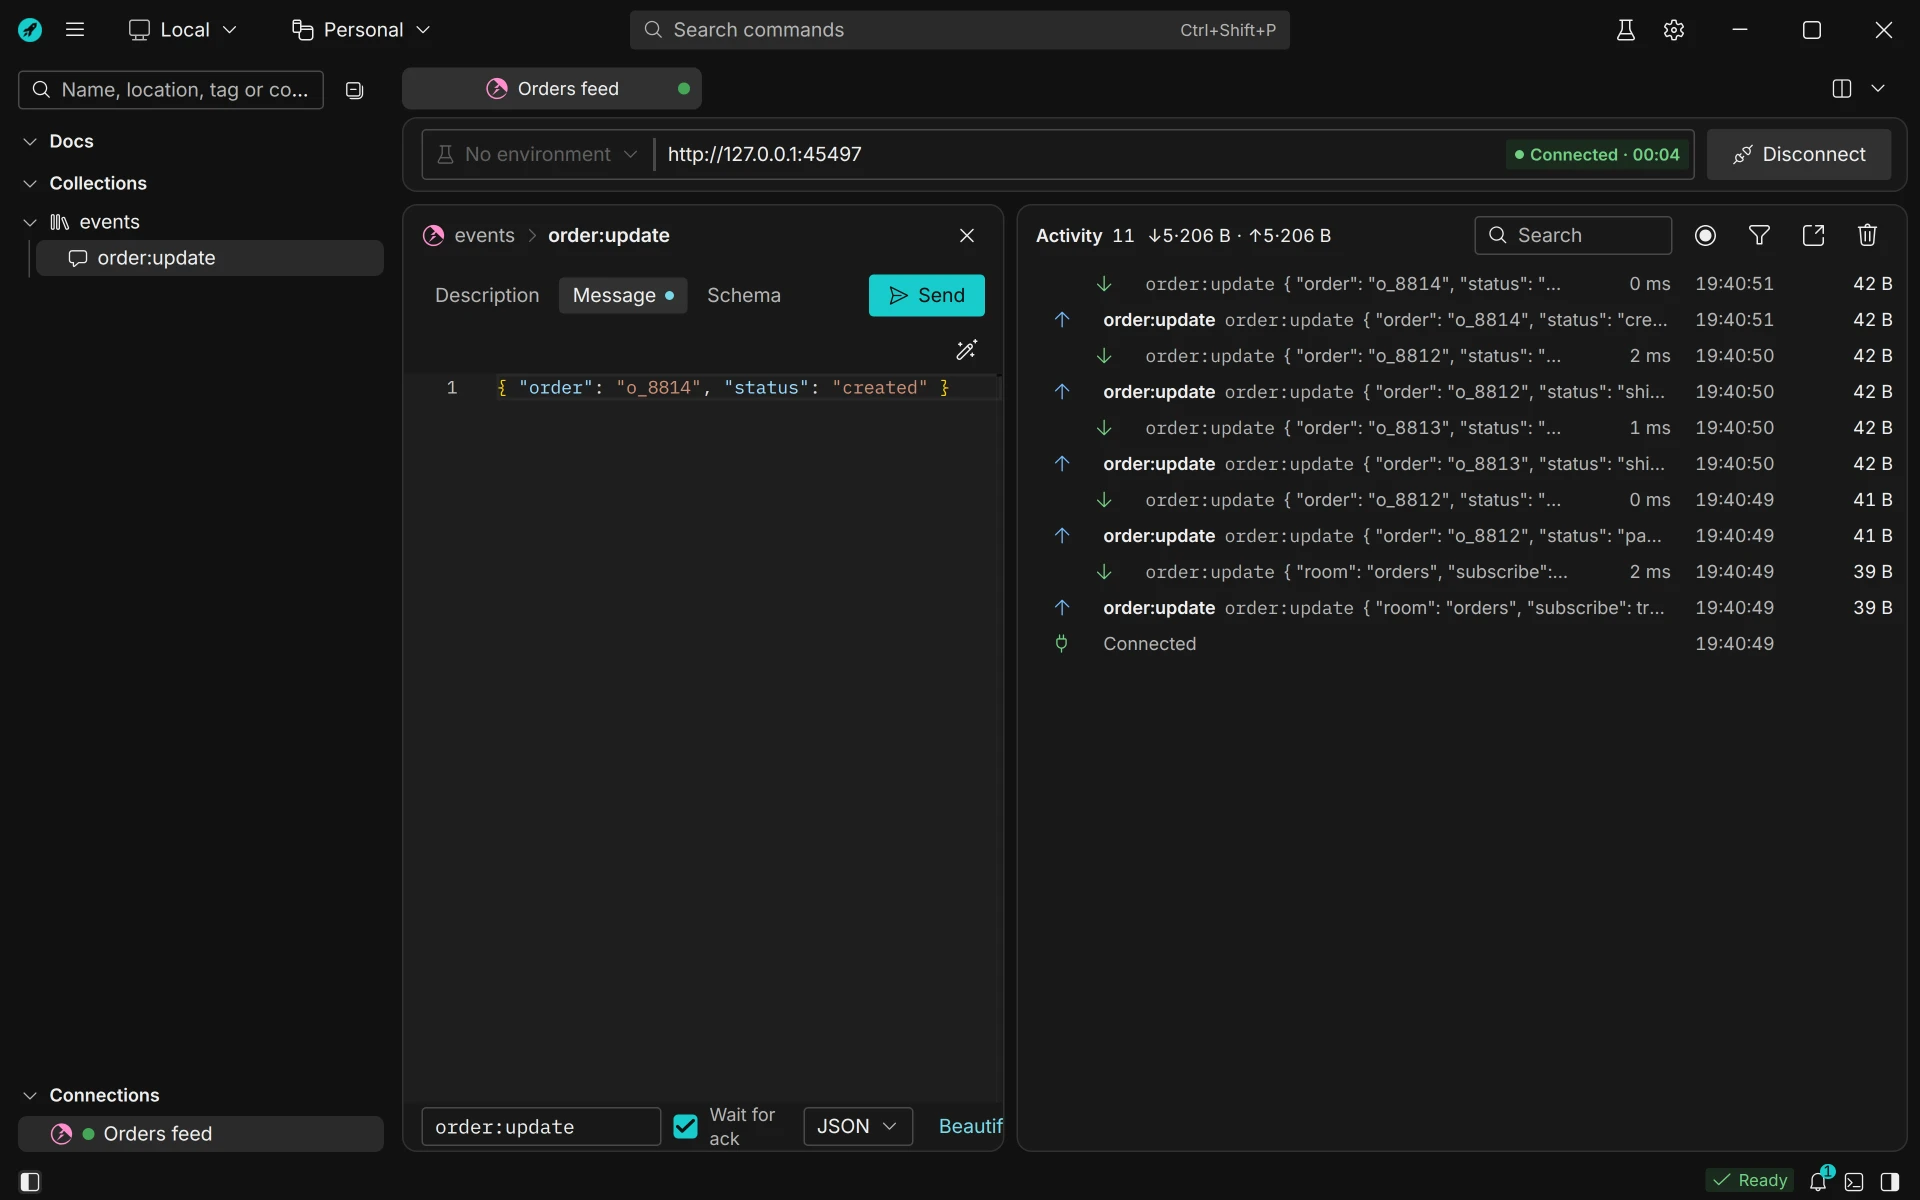 Local
Personal
Search commands
Ctrl+Shift+P
Name, location, tag or co...
Orders feed
Docs
Collections
events
order:update
No environment
http://127.0.0.1:45497
Connected · 00:04
Disconnect
events > order:update
Description
Message
Schema
Send
1 { "order": "o_8814", "status": "created" }
order:update
Wait for ack
JSON
Beautif
Activity 11 ↓5·206 B · ↑5·206 B
Search
↓ order:update { "order": "o_8814", "status": "... 0 ms 19:40:51 42 B
↑ order:update order:update { "order": "o_8814", "status": "cre... 19:40:51 42 B
↓ order:update { "order": "o_8812", "status": "... 2 ms 19:40:50 42 B
↑ order:update order:update { "order": "o_8812", "status": "shi... 19:40:50 42 B
↓ order:update { "order": "o_8813", "status": "... 1 ms 19:40:50 42 B
↑ order:update order:update { "order": "o_8813", "status": "shi... 19:40:50 42 B
↓ order:update { "order": "o_8812", "status": "... 0 ms 19:40:49 41 B
↑ order:update order:update { "order": "o_8812", "status": "pa... 19:40:49 41 B
↓ order:update { "room": "orders", "subscribe":... 2 ms 19:40:49 39 B
↑ order:update order:update { "room": "orders", "subscribe": tr... 19:40:49 39 B
Connected 19:40:49
Connections
Orders feed
Ready
1